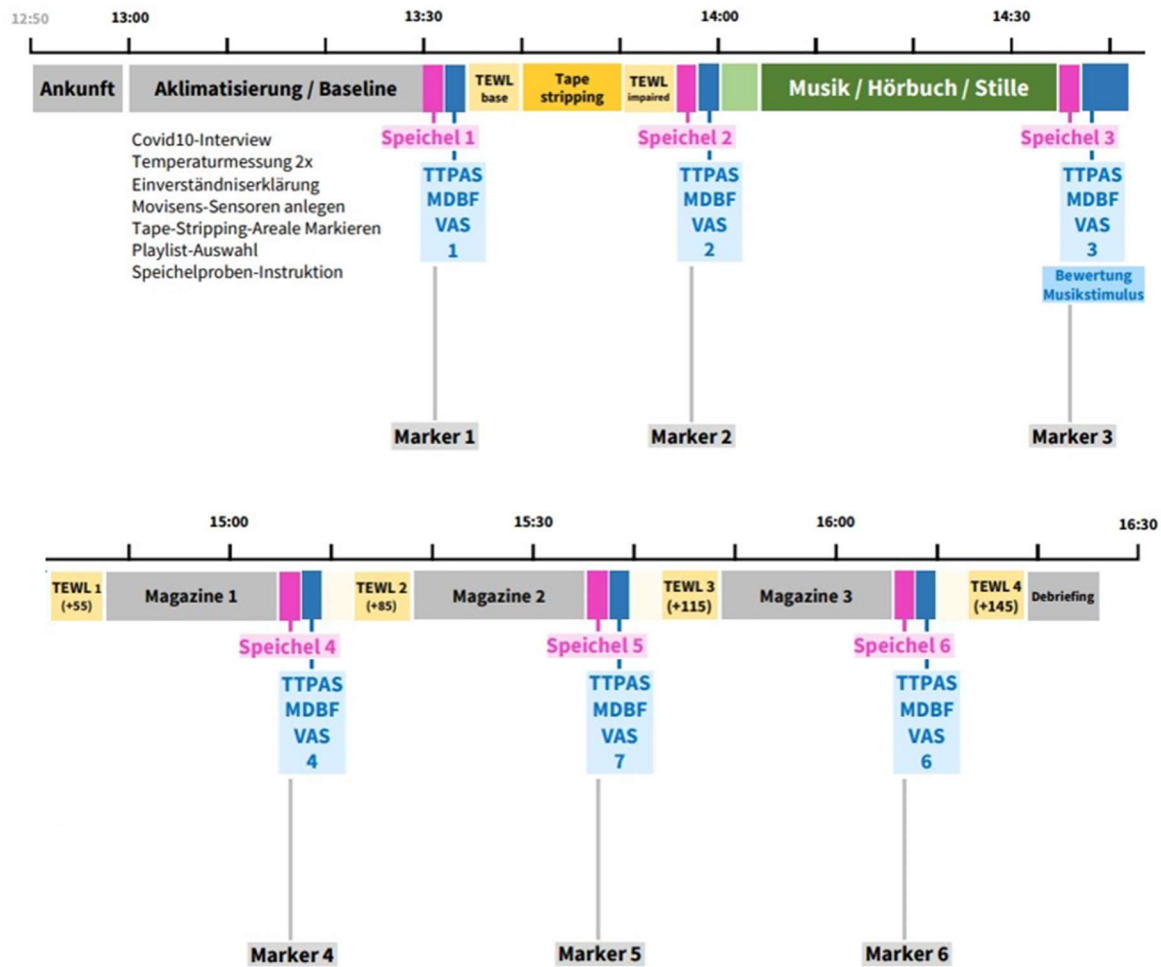 12:50 13:00 13:30 14:00 14:30
Ankunft
Aklimatisierung / Baseline
TEWL
base
Tape
stripping
TEWL
impaired
Musik / Hörbuch / Stille
Covid10-Interview
Temperaturmessung 2x
Einverständniserklärung
Movisens-Sensoren anlegen
Tape-Stripping-Areale Markieren
Playlist-Auswahl
Speichelproben-Instruktion
Speichel 1
TTPAS
MDBF
VAS
1
Marker 1
Speichel 2
TTPAS
MDBF
VAS
2
Marker 2
Speichel 3
TTPAS
MDBF
VAS
3
Bewertung
Musikstimulus
Marker 3
15:00 15:30 16:00 16:30
TEWL 1
(+55)
Magazine 1
TEWL 2
(+85)
Magazine 2
TEWL 3
(+115)
Magazine 3
TEWL 4
(+145)
Debriefing
Speichel 4
TTPAS
MDBF
VAS
4
Marker 4
Speichel 5
TTPAS
MDBF
VAS
7
Marker 5
Speichel 6
TTPAS
MDBF
VAS
6
Marker 6